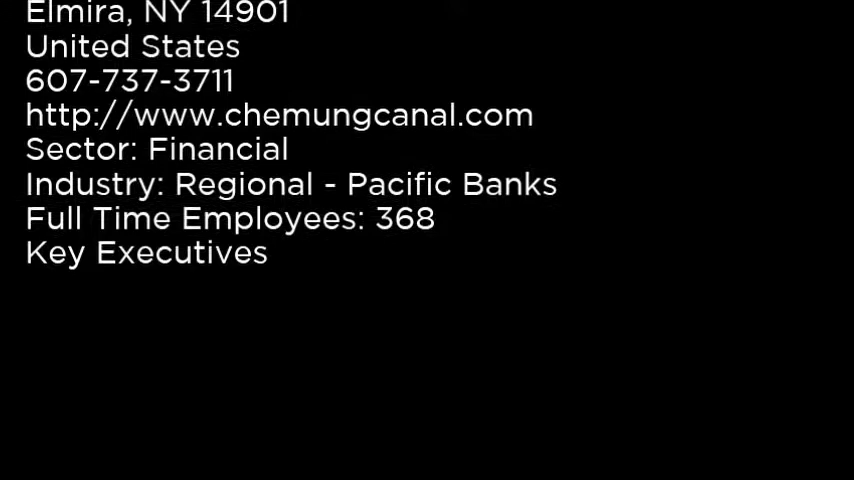 Elmira, NY 14901
United States
607-737-3711
http://www.chemungcanal.com
Sector: Financial
Industry: Regional - Pacific Banks
Full Time Employees: 368
Key Executives